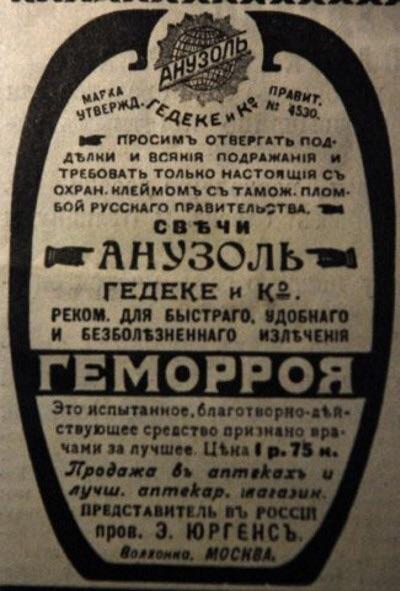 АНУЗОЛЬ
МАРКА УТВЕРЖД.
ГЕДЕКЕ и Кº
ПРАВИТ. № 4530.
ПРОСИМЪ ОТВЕРГАТЬ ПОД-
ДѢЛКИ И ВСЯКІЯ ПОДРАЖАНІЯ И
ТРЕБОВАТЬ ТОЛЬКО НАСТОЯЩІЯ СЪ
ОХРАН. КЛЕЙМОМЪ СЪ ТАМОЖ. ПЛОМ-
БОЙ РУССКАГО ПРАВИТЕЛЬСТВА.
СВѢЧИ
АНУЗОЛЬ
ГЕДЕКЕ и Кº.
РЕКОМ. ДЛЯ БЫСТРАГО, УДОБНАГО
И БЕЗБОЛѢЗНЕННАГО ИЗЛѢЧЕНІЯ
ГЕМОРРОЯ
Это испытанное, благотворно-дѣй-
ствующее средство признано вра-
чами за лучшее. Цѣна 1 р. 75 к.
Продажа въ аптекахъ и
лучш. аптекар. магазин.
ПРЕДСТАВИТЕЛЬ ВЪ РОССІИ
пров. Э. ЮРГЕНСЪ.
Волхонка, МОСКВА.